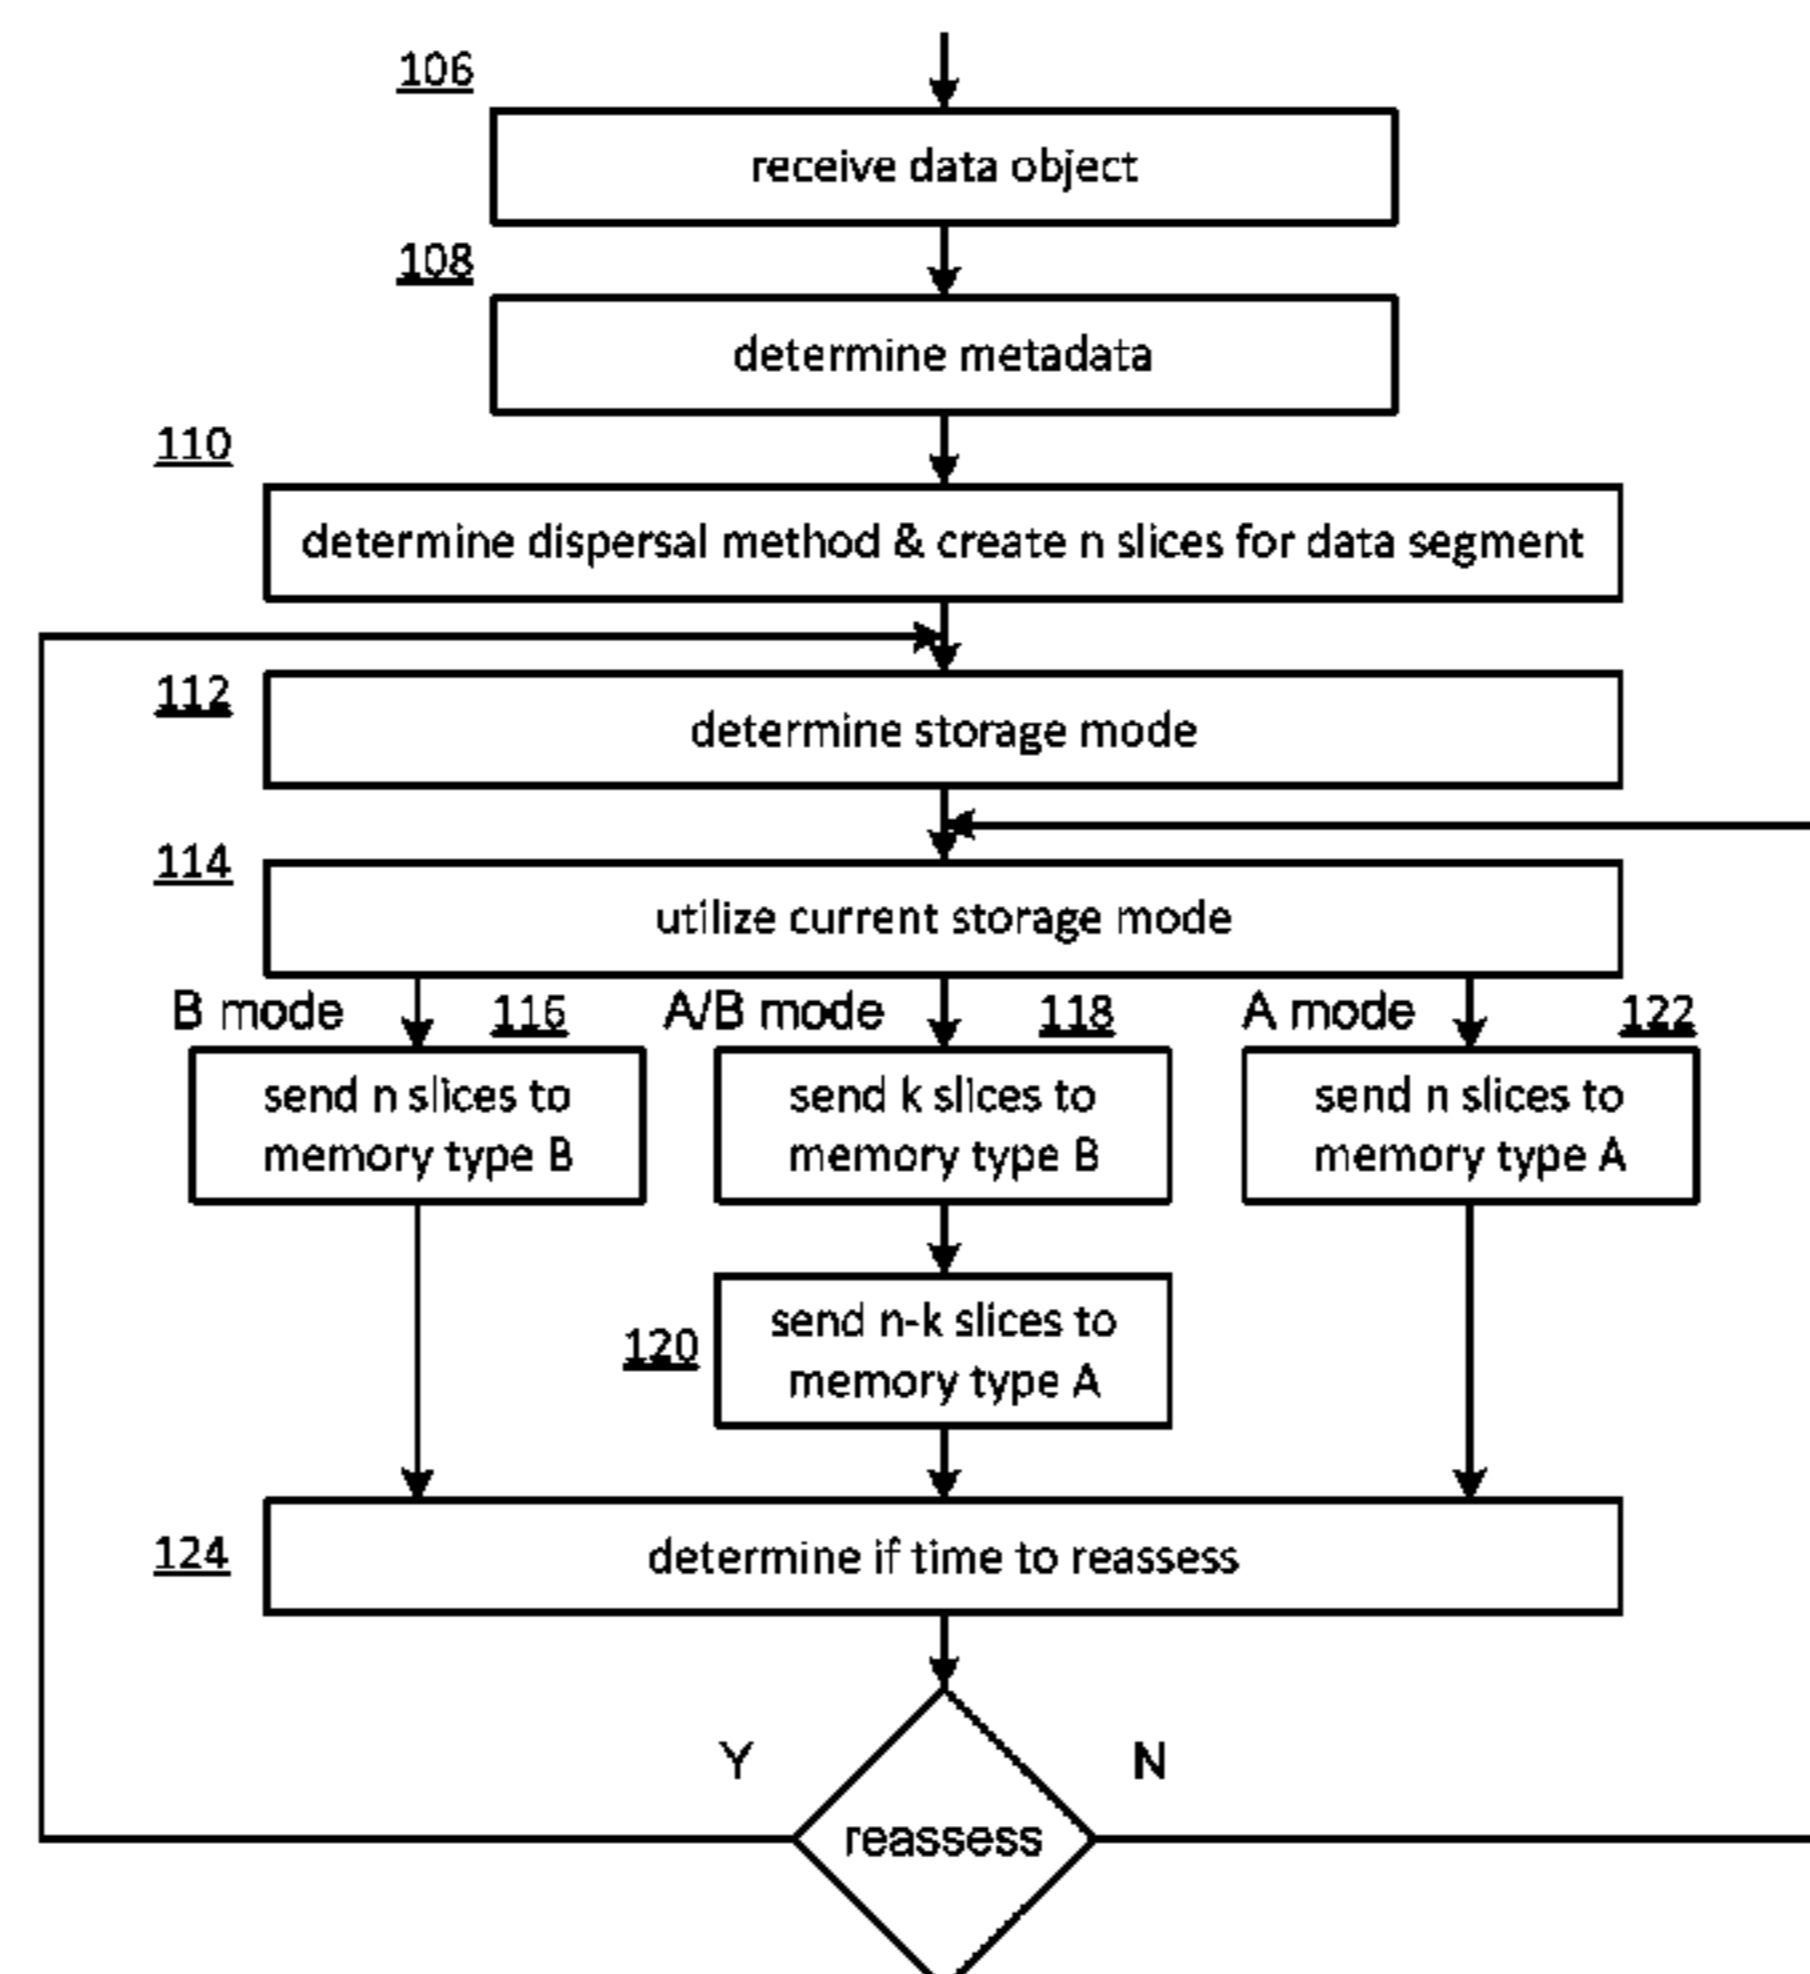 106
receive data object
108
determine metadata
110
determine dispersal method & create n slices for data segment
112
determine storage mode
114
utilize current storage mode
B mode
116
A/B mode
118
A mode
122
send n slices to
memory type B
send k slices to
memory type B
send n slices to
memory type A
120
send n-k slices to
memory type A
124
determine if time to reassess
Y
N
reassess